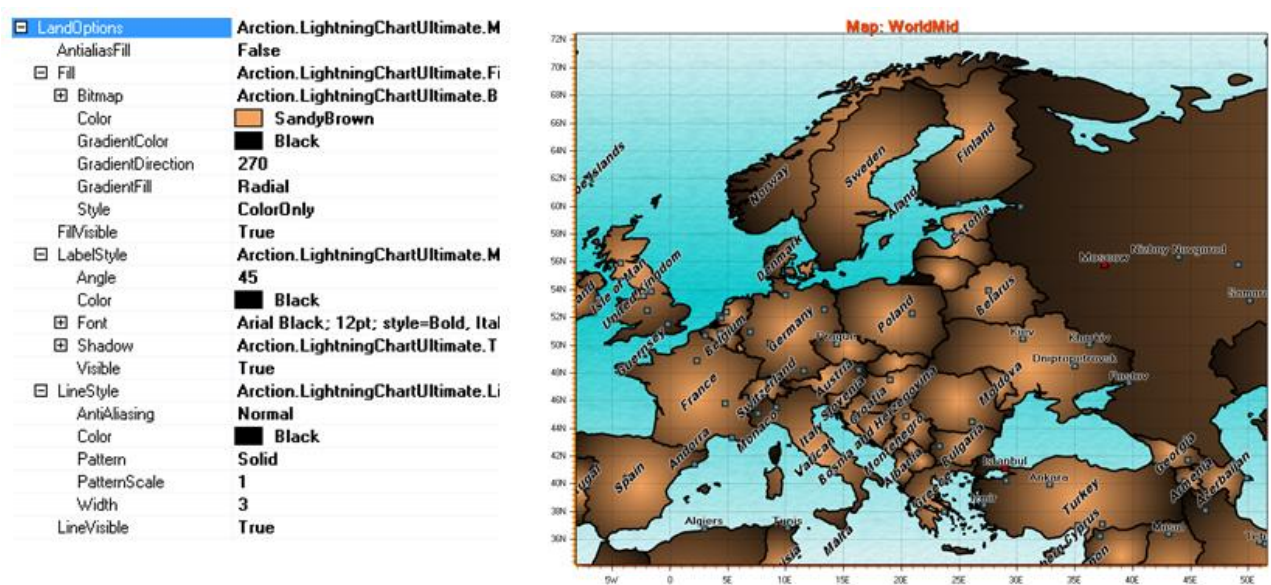 LandOptions Arction.LightningChartUltimate.M
AntialiasFill False
Fill Arction.LightningChartUltimate.Fi
Bitmap Arction.LightningChartUltimate.B
Color SandyBrown
GradientColor Black
GradientDirection 270
GradientFill Radial
Style ColorOnly
FillVisible True
LabelStyle Arction.LightningChartUltimate.M
Angle 45
Color Black
Font Arial Black; 12pt; style=Bold, Ital
Shadow Arction.LightningChartUltimate.T
Visible True
LineStyle Arction.LightningChartUltimate.Li
AntiAliasing Normal
Color Black
Pattern Solid
PatternScale 1
Width 3
LineVisible True
Map: WorldMid
72N
70N
68N
66N
64N
62N
60N
58N
56N
54N
52N
50N
48N
46N
44N
42N
40N
38N
36N
Islands
Norway
Sweden
Finland
Aland
Estonia
Denmark
Isle of Man
United Kingdom
Guernsey
Belgium
Germany
Poland
Belarus
Moscow
Nizhny Novgorod
Samara
Prague
Kiev
Kharkiv
Dnipropetrovsk
Rostov
France
Switzerland
Austria
Slovenia
Croatia
Moldova
Monaco
Italy
Bosnia and Herzegovina
Montenegro
Bulgaria
Albania
Vatican
Andorra
Spain
Greece
Istanbul
Ankara
Izmir
Turkey
Georgia
Armenia
Azerbaijan
Algiers
Tunis
Malta
Cyprus
Mosul
5W
0
5E
10E
15E
20E
25E
30E
35E
40E
45E
50E